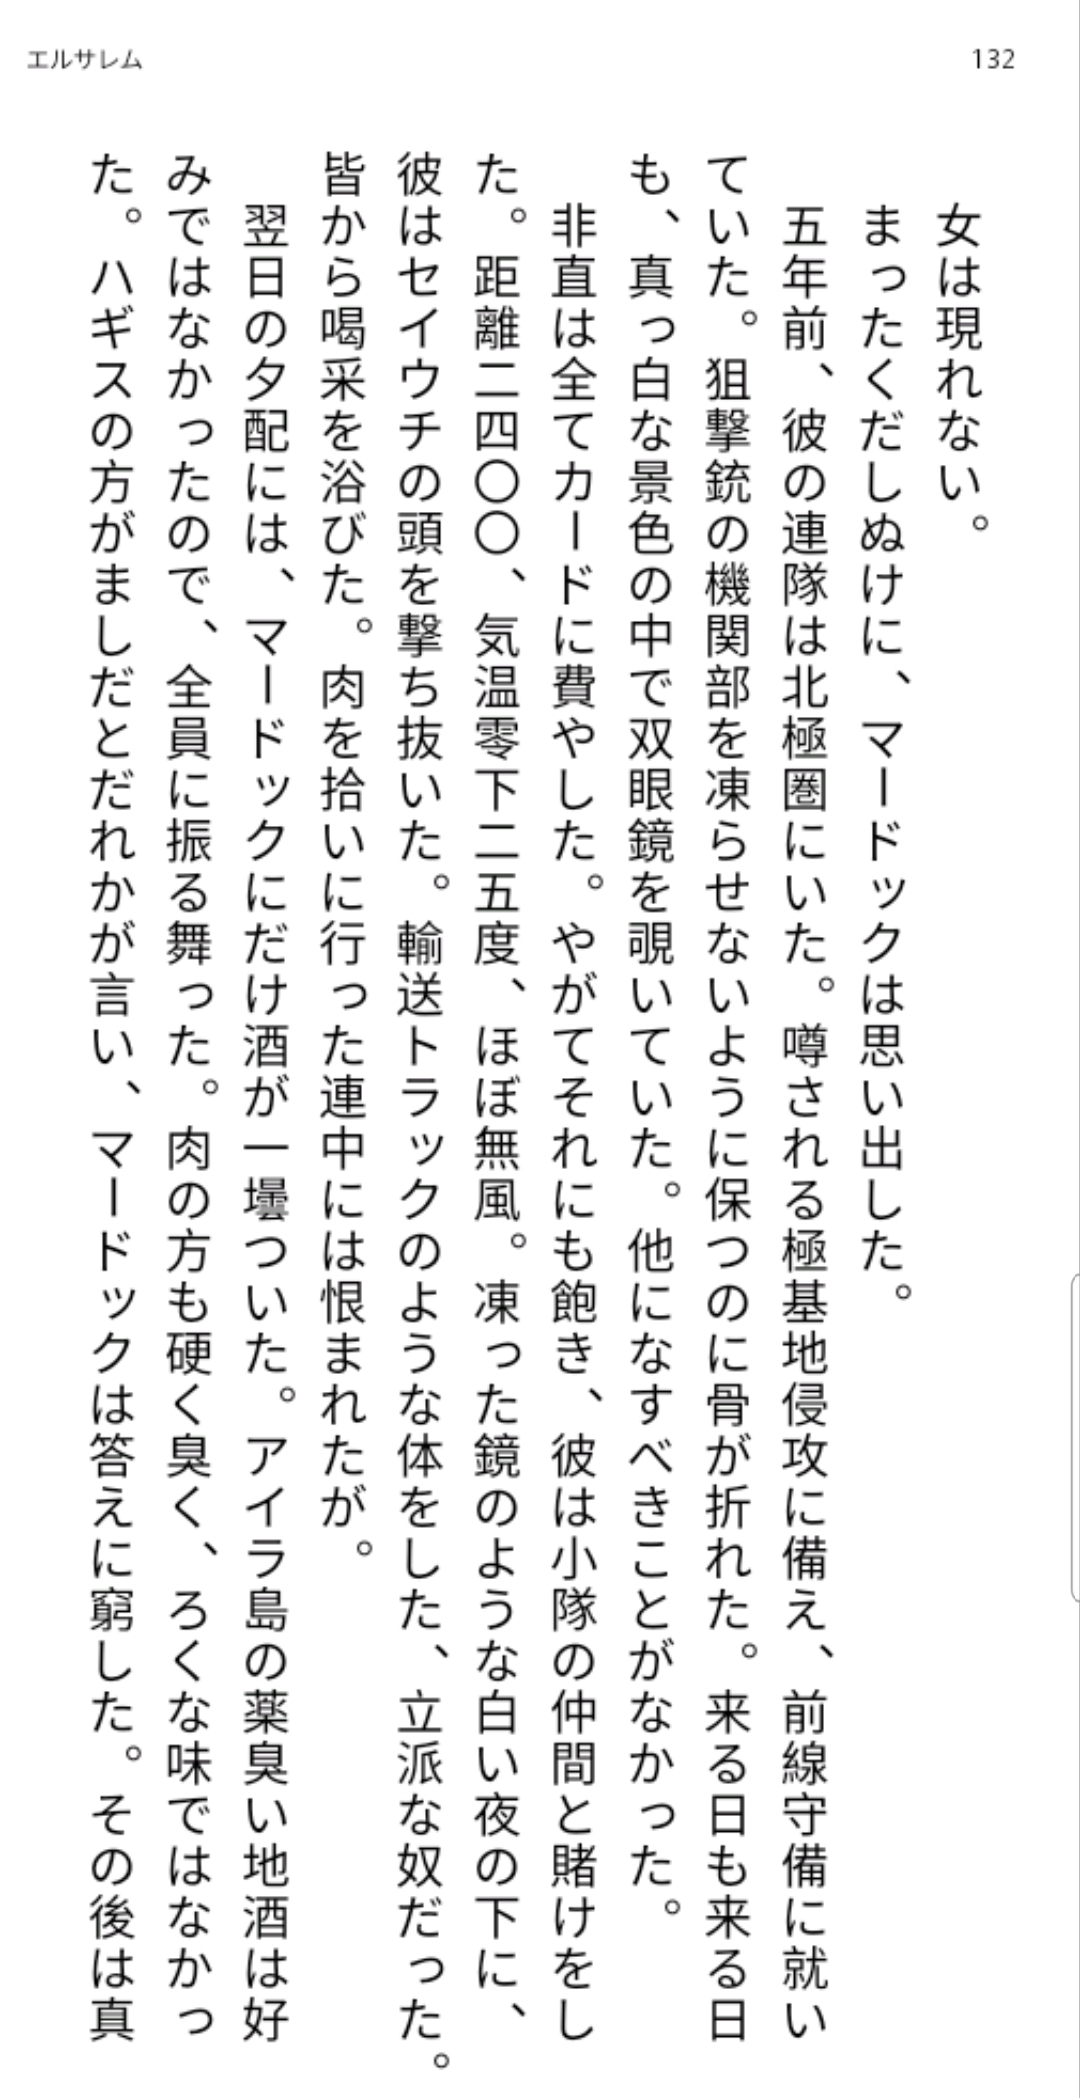 エルサレム
132
女は現れない。
まったくだしぬけに、マードックは思い出した。
五年前、彼の連隊は北極圏にいた。噂される極基地侵攻に備え、前線守備に就い
ていた。狙撃銃の機関部を凍らせないように保つのに骨が折れた。来る日も来る日
も、真っ白な景色の中で双眼鏡を覗いていた。他になすべきことがなかった。
非直は全てカードに費やした。やがてそれにも飽き、彼は小隊の仲間と賭けをし
た。距離二四〇〇、気温零下二五度、ほぼ無風。凍った鏡のような白い夜の下に、
彼はセイウチの頭を撃ち抜いた。輸送トラックのような体をした、立派な奴だった。
皆から喝采を浴びた。肉を拾いに行った連中には恨まれたが。
翌日の夕配には、マードックにだけ酒が一壜ついた。アイラ島の薬臭い地酒は好
みではなかったので、全員に振る舞った。肉の方も硬く臭く、ろくな味ではなかっ
た。ハギスの方がましだとだれかが言い、マードックは答えに窮した。その後は真